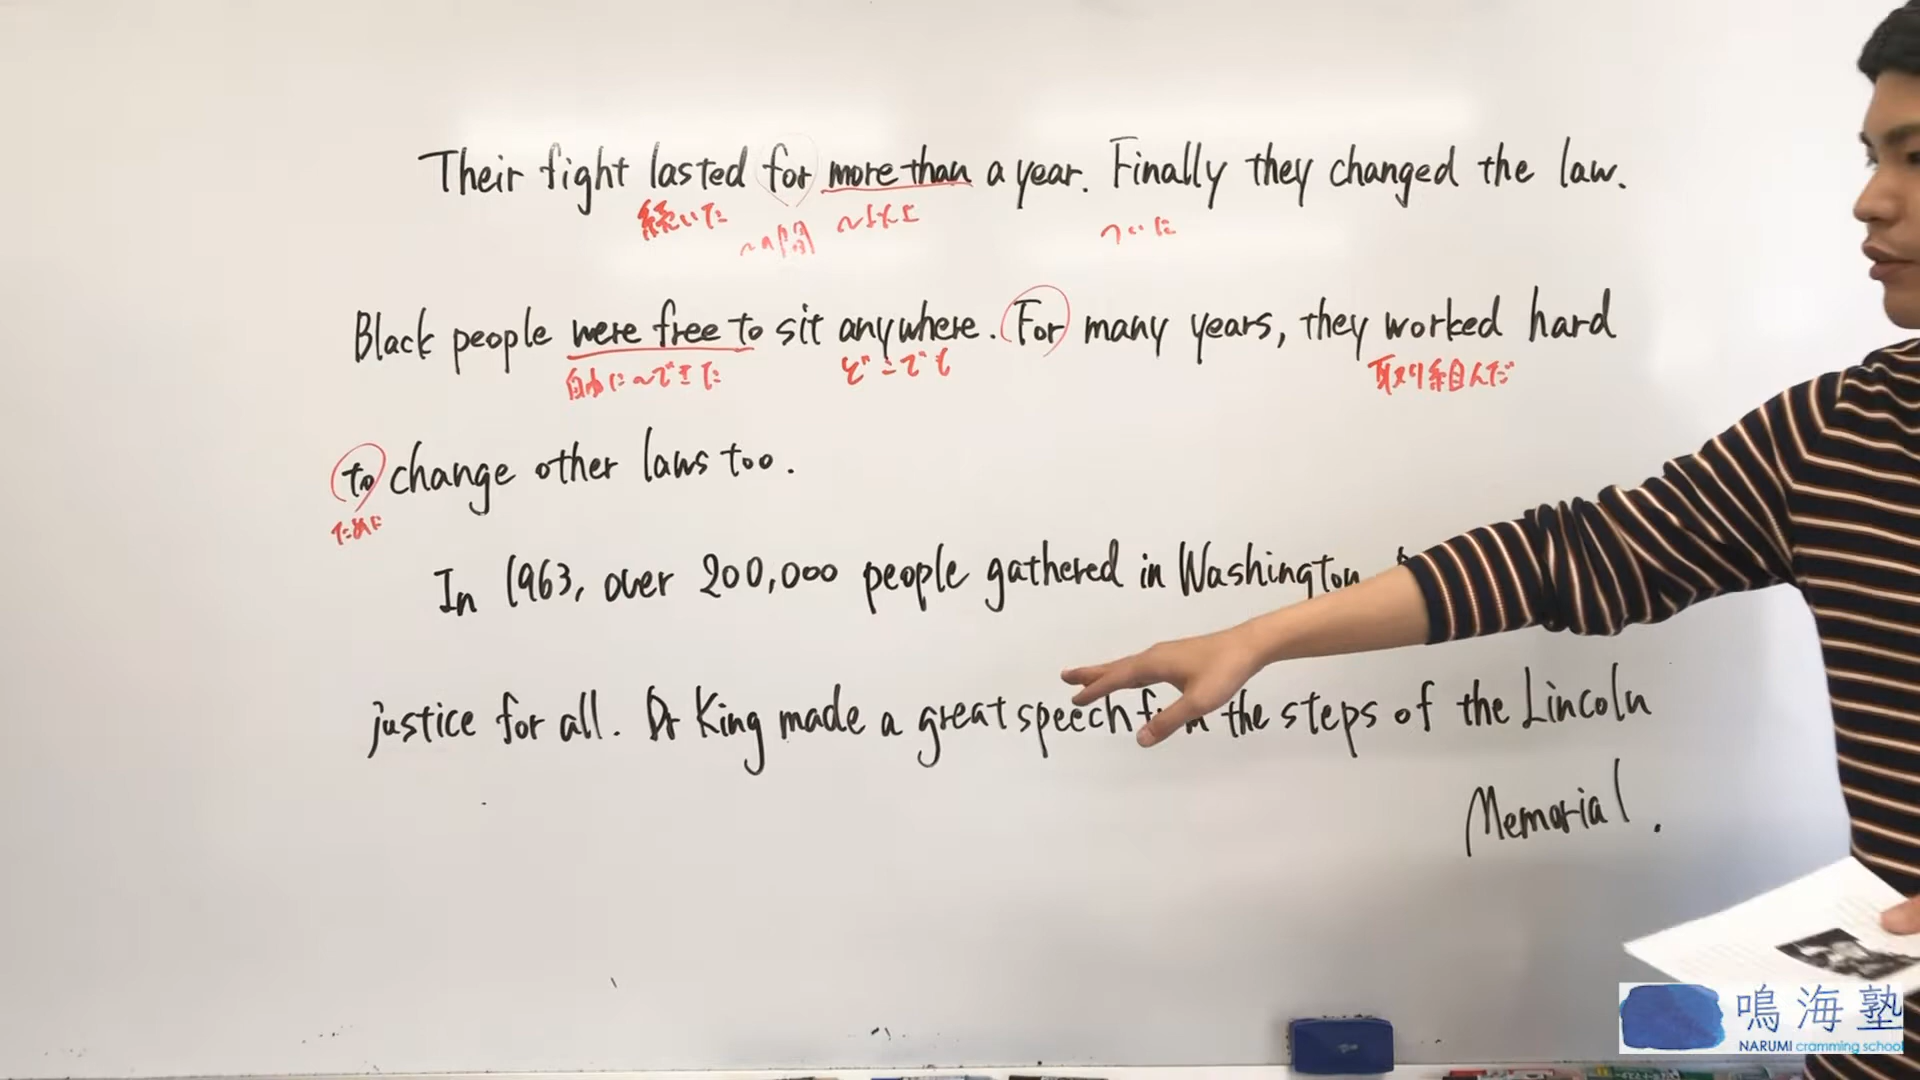 Their fight lasted for more than a year. Finally they changed the law.
続いた ～の間 ～以上 ついに
Black people were free to sit anywhere. For many years, they worked hard
自由に～できた どこでも 取り組んだ
to change other laws too.
ために
In 1963, over 200,000 people gathered in Washington
justice for all. Dr King made a great speech the steps of the Lincoln
Memorial.
鳴海塾
NARUMI cramming school